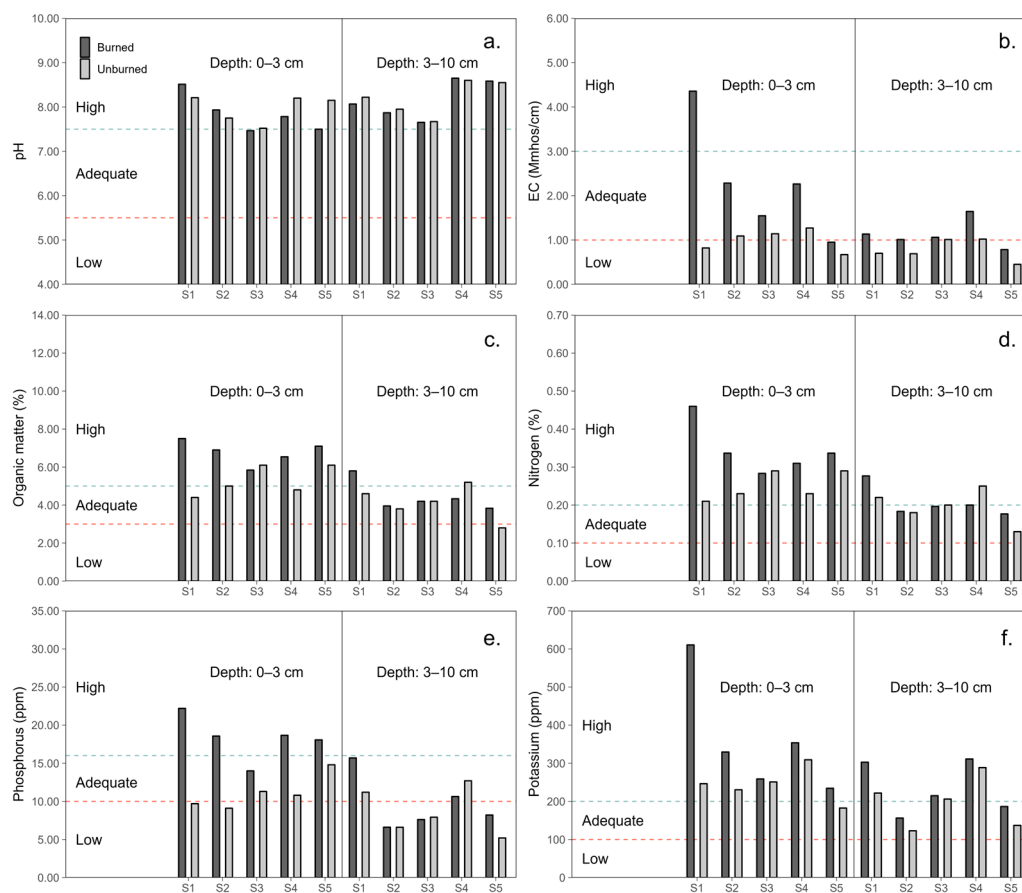 a.
Burned
Unburned
Depth: 0–3 cm
Depth: 3–10 cm
High
Adequate
Low
pH
10.00
9.00
8.00
7.00
6.00
5.00
4.00
S1 S2 S3 S4 S5 S1 S2 S3 S4 S5
b.
Depth: 0–3 cm
Depth: 3–10 cm
High
Adequate
Low
EC (Mmhos/cm)
6.00
5.00
4.00
3.00
2.00
1.00
0.00
S1 S2 S3 S4 S5 S1 S2 S3 S4 S5
c.
Depth: 0–3 cm
Depth: 3–10 cm
High
Adequate
Low
Organic matter (%)
14.00
12.00
10.00
8.00
6.00
4.00
2.00
0.00
S1 S2 S3 S4 S5 S1 S2 S3 S4 S5
d.
Depth: 0–3 cm
Depth: 3–10 cm
High
Adequate
Low
Nitrogen (%)
0.70
0.60
0.50
0.40
0.30
0.20
0.10
0.00
S1 S2 S3 S4 S5 S1 S2 S3 S4 S5
e.
Depth: 0–3 cm
Depth: 3–10 cm
High
Adequate
Low
Phosphorus (ppm)
35.00
30.00
25.00
20.00
15.00
10.00
5.00
0.00
S1 S2 S3 S4 S5 S1 S2 S3 S4 S5
f.
Depth: 0–3 cm
Depth: 3–10 cm
High
Adequate
Low
Potassium (ppm)
700
600
500
400
300
200
100
0
S1 S2 S3 S4 S5 S1 S2 S3 S4 S5